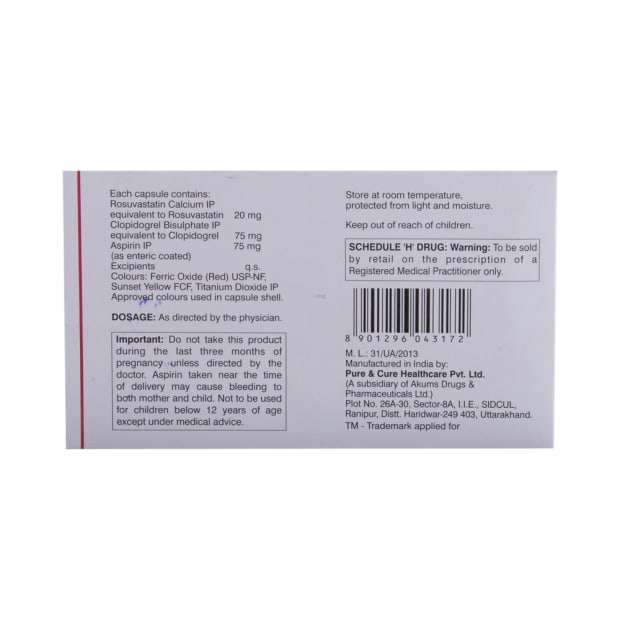 Each capsule contains:
Rosuvastatin Calcium IP
equivalent to Rosuvastatin 20 mg
Clopidogrel Bisulphate IP
equivalent to Clopidogrel 75 mg
Aspirin IP 75 mg
(as enteric coated)
Excipients q.s.
Colours: Ferric Oxide (Red) USP-NF,
Sunset Yellow FCF, Titanium Dioxide IP
Approved colours used in capsule shell.
DOSAGE: As directed by the physician.
Important: Do not take this product
during the last three months of
pregnancy unless directed by the
doctor. Aspirin taken near the time
of delivery may cause bleeding to
both mother and child. Not to be used
for children below 12 years of age
except under medical advice.
Store at room temperature,
protected from light and moisture.
Keep out of reach of children.
SCHEDULE 'H' DRUG: Warning: To be sold
by retail on the prescription of a
Registered Medical Practitioner only.
8 901296 043172
M. L.: 31/UA/2013
Manufactured in India by:
Pure & Cure Healthcare Pvt. Ltd.
(A subsidiary of Akums Drugs &
Pharmaceuticals Ltd.)
Plot No. 26A-30, Sector-8A, I.I.E., SIDCUL,
Ranipur, Distt. Haridwar-249 403, Uttarakhand.
TM - Trademark applied for